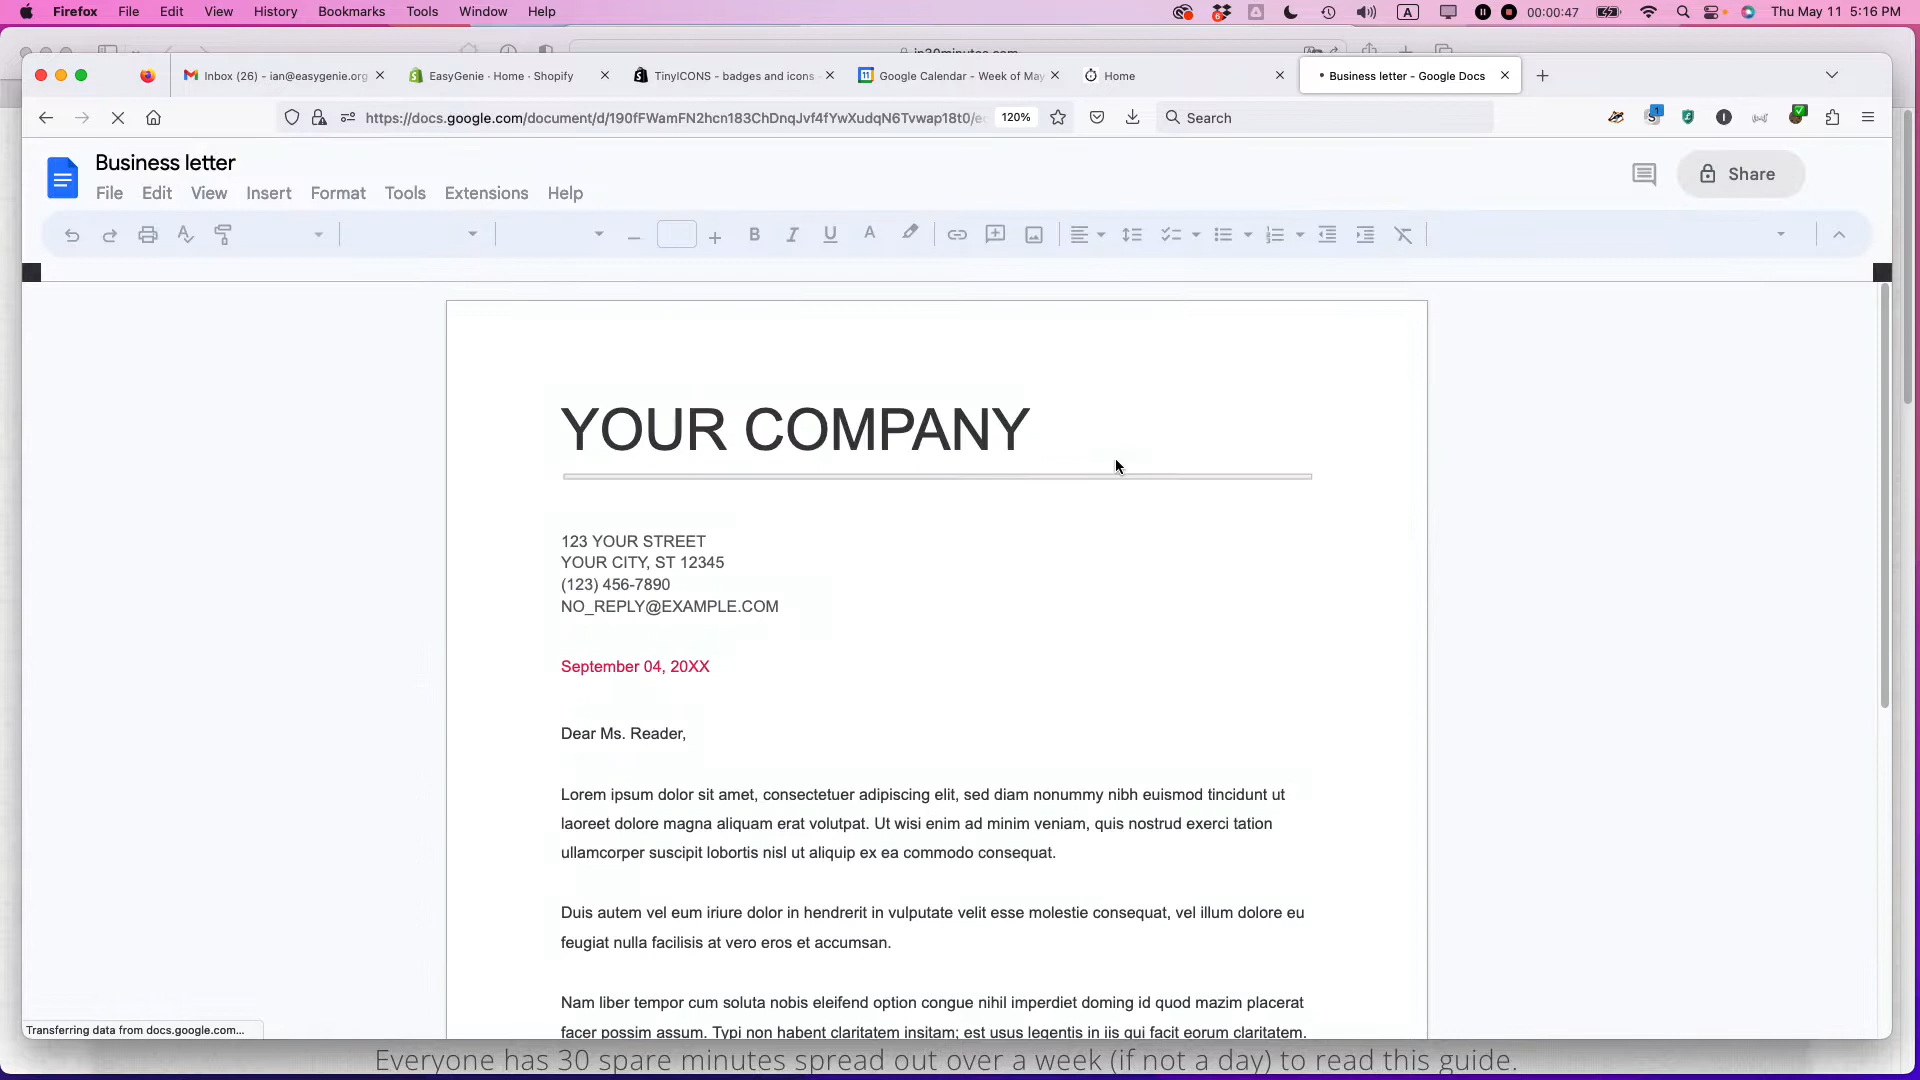 Firefox File Edit View History Bookmarks Tools Window Help 00:00:47 A Thu May 11 5:16 PM
in30minutes.com
Inbox (26) - ian@easygenie.org EasyGenie · Home · Shopify TinyICONS - badges and icons Google Calendar - Week of May Home Business letter - Google Docs
https://docs.google.com/document/d/190fFWamFN2hcn183ChDnqJvf4fYwXudqN6Tvwap18t0/e 120% Search
Business letter
File Edit View Insert Format Tools Extensions Help
Share
YOUR COMPANY
123 YOUR STREET
YOUR CITY, ST 12345
(123) 456-7890
NO_REPLY@EXAMPLE.COM
September 04, 20XX
Dear Ms. Reader,
Lorem ipsum dolor sit amet, consectetuer adipiscing elit, sed diam nonummy nibh euismod tincidunt ut
laoreet dolore magna aliquam erat volutpat. Ut wisi enim ad minim veniam, quis nostrud exerci tation
ullamcorper suscipit lobortis nisl ut aliquip ex ea commodo consequat.
Duis autem vel eum iriure dolor in hendrerit in vulputate velit esse molestie consequat, vel illum dolore eu
feugiat nulla facilisis at vero eros et accumsan.
Nam liber tempor cum soluta nobis eleifend option congue nihil imperdiet doming id quod mazim placerat
facer possim assum. Typi non habent claritatem insitam; est usus legentis in iis qui facit eorum claritatem.
Transferring data from docs.google.com...
Everyone has 30 spare minutes spread out over a week (if not a day) to read this guide.